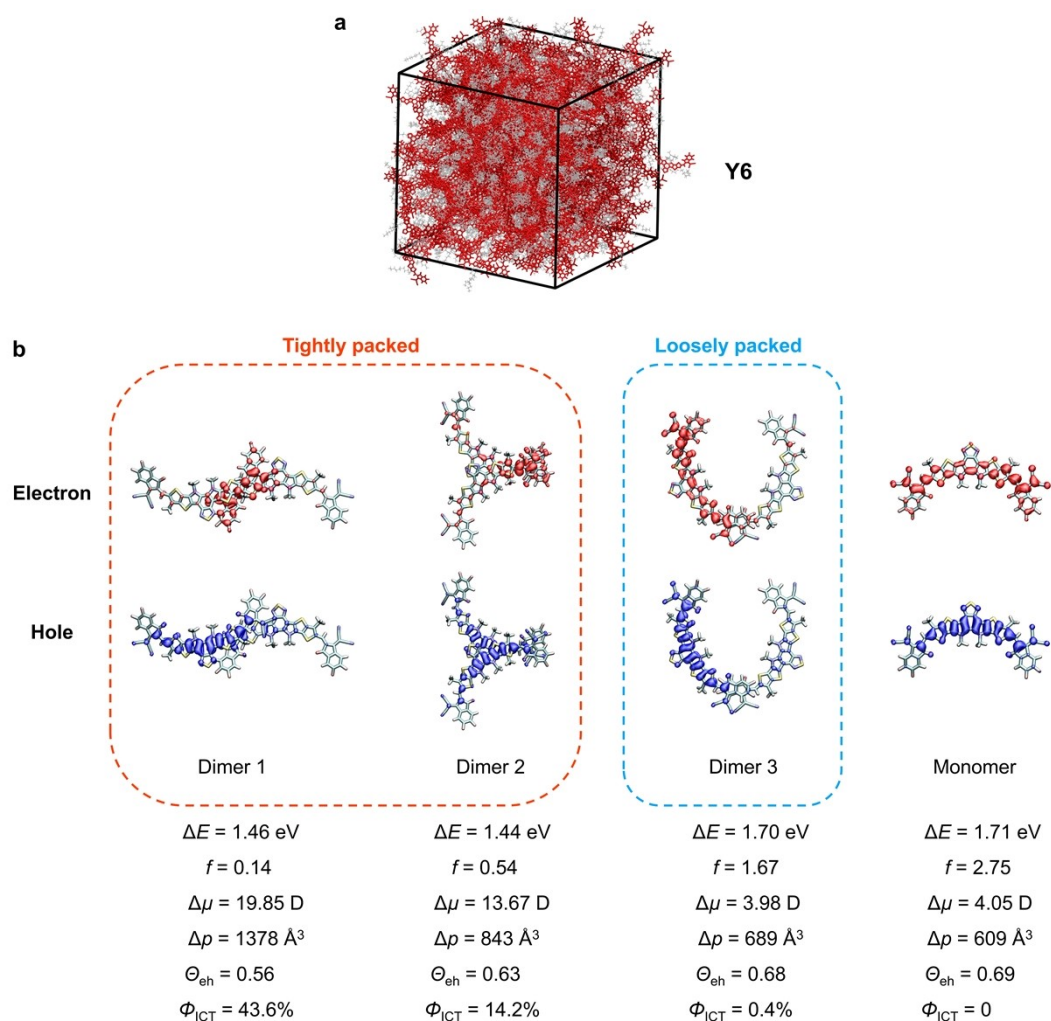 a
Y6
b
Tightly packed
Loosely packed
Electron
Hole
Dimer 1
Dimer 2
Dimer 3
Monomer
ΔE = 1.46 eV
ΔE = 1.44 eV
ΔE = 1.70 eV
ΔE = 1.71 eV
f = 0.14
f = 0.54
f = 1.67
f = 2.75
Δμ = 19.85 D
Δμ = 13.67 D
Δμ = 3.98 D
Δμ = 4.05 D
Δp = 1378 Å³
Δp = 843 Å³
Δp = 689 Å³
Δp = 609 Å³
Θeh = 0.56
Θeh = 0.63
Θeh = 0.68
Θeh = 0.69
ΦICT = 43.6%
ΦICT = 14.2%
ΦICT = 0.4%
ΦICT = 0